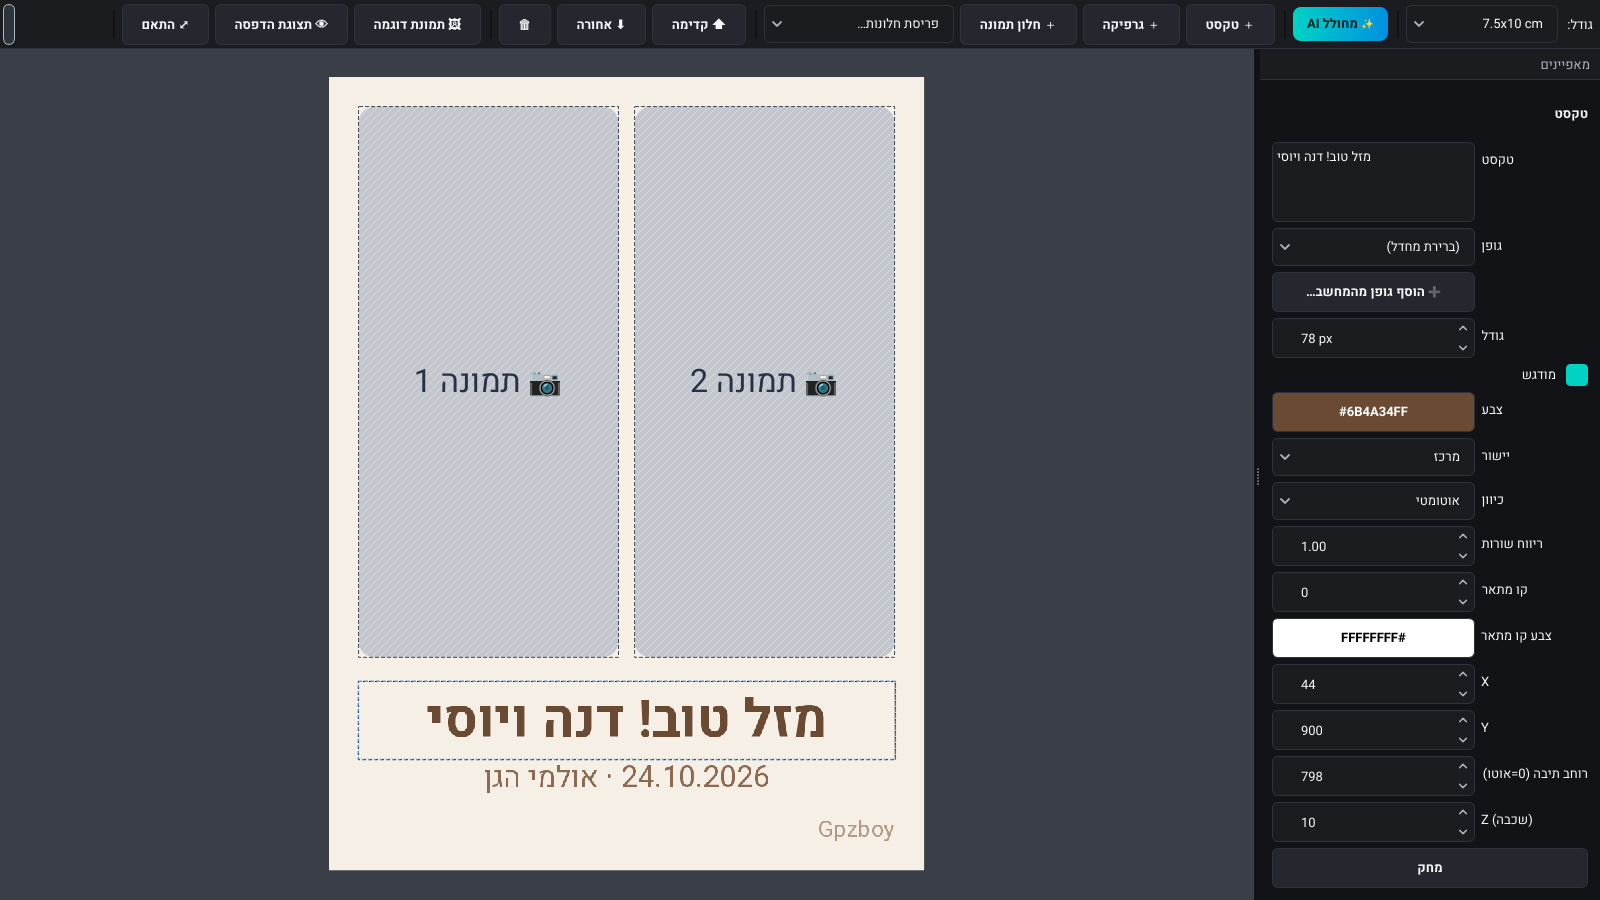 גודל:
7.5x10 cm
✨ מחולל AI
+ טקסט
+ גרפיקה
+ חלון תמונה
פריסת חלונות...
⬆ קדימה
⬇ אחורה
🗑
🖼 תמונת דוגמה
👁 תצוגת הדפסה
⤢ התאם
מאפיינים
טקסט
טקסט
מזל טוב! דנה ויוסי
גופן
(ברירת מחדל)
➕ הוסף גופן מהמחשב...
גודל
78 px
מודגש
צבע
#6B4A34FF
יישור
מרכז
כיוון
אוטומטי
ריווח שורות
1.00
קו מתאר
0
צבע קו מתאר
FFFFFFFF#
X
44
Y
900
רוחב תיבה (0=אוטו)
798
Z (שכבה)
10
מחק
📷 תמונה 2
📷 תמונה 1
מזל טוב! דנה ויוסי
24.10.2026 · אולמי הגן
Gpzboy